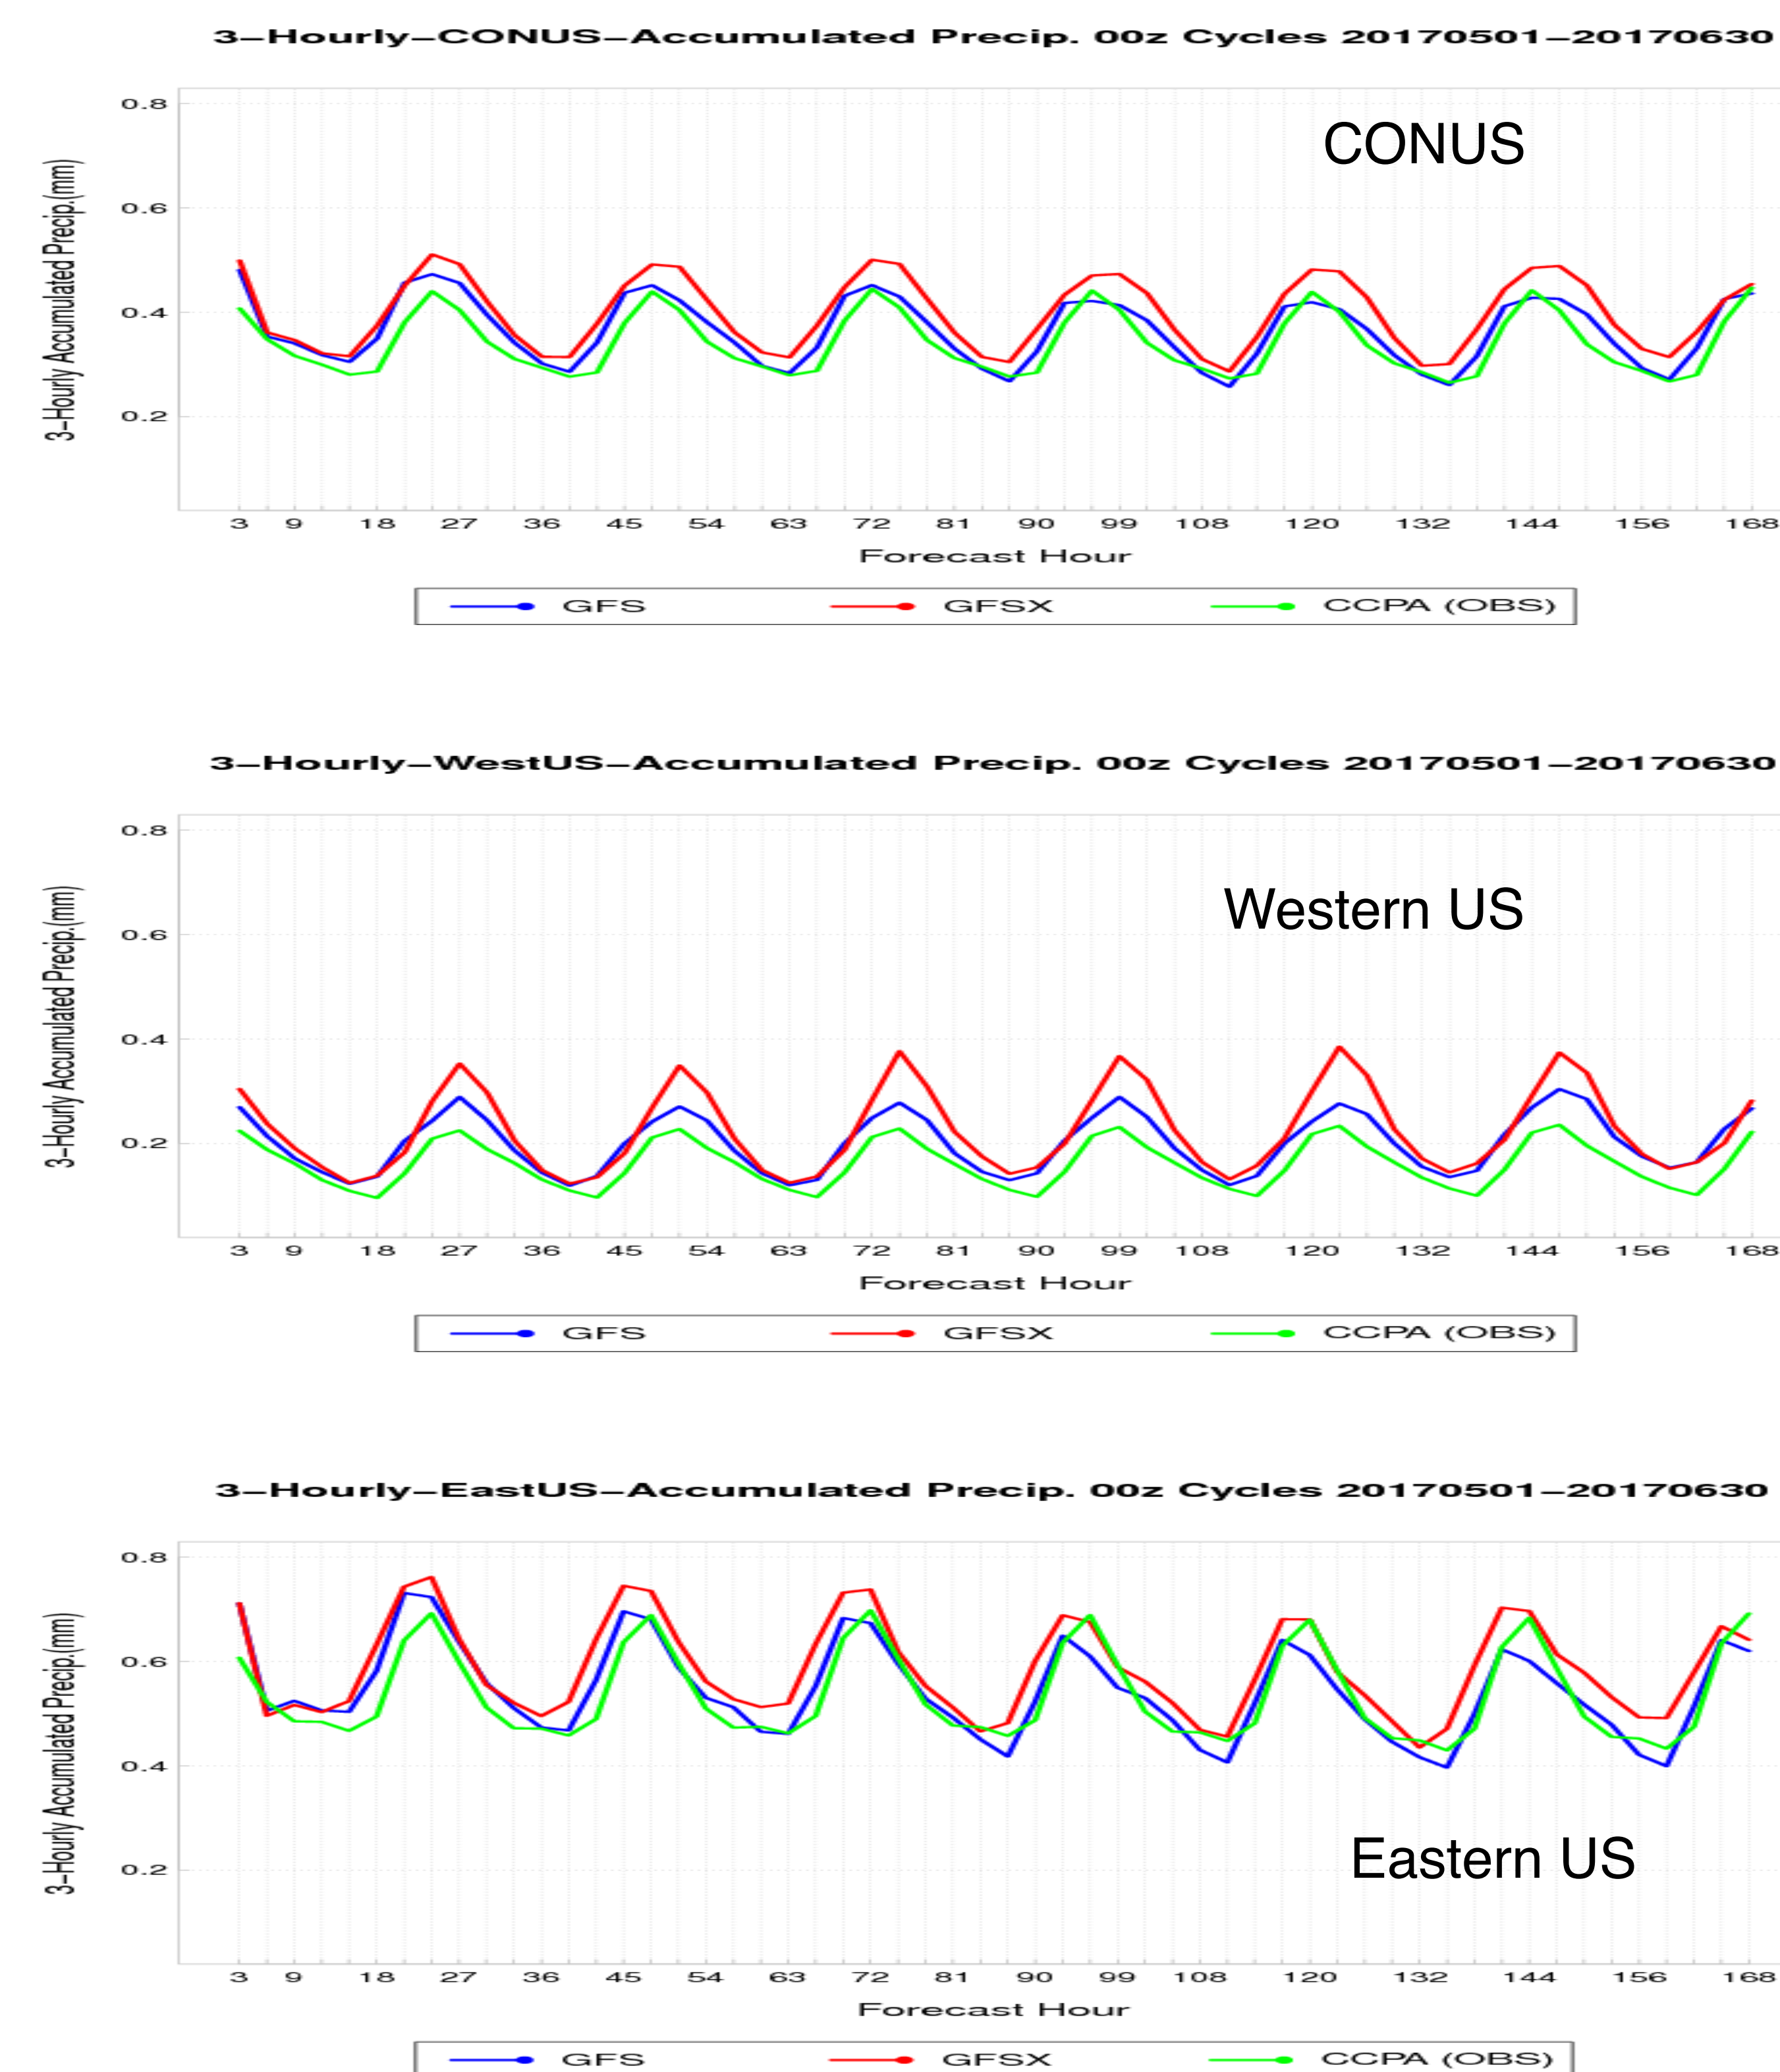 3-Hourly-CONUS-Accumulated Precip. 00z Cycles 20170501-20170630
CONUS
3-Hourly Accumulated Precip.(mm)
0.8
0.6
0.4
0.2
3 9 18 27 36 45 54 63 72 81 90 99 108 120 132 144 156 168
Forecast Hour
GFS GFSX CCPA (OBS)
3-Hourly-WestUS-Accumulated Precip. 00z Cycles 20170501-20170630
Western US
3-Hourly Accumulated Precip.(mm)
0.8
0.6
0.4
0.2
3 9 18 27 36 45 54 63 72 81 90 99 108 120 132 144 156 168
Forecast Hour
GFS GFSX CCPA (OBS)
3-Hourly-EastUS-Accumulated Precip. 00z Cycles 20170501-20170630
3-Hourly Accumulated Precip.(mm)
0.8
0.6
0.4
0.2
Eastern US
3 9 18 27 36 45 54 63 72 81 90 99 108 120 132 144 156 168
Forecast Hour
GFS GFSX CCPA (OBS)